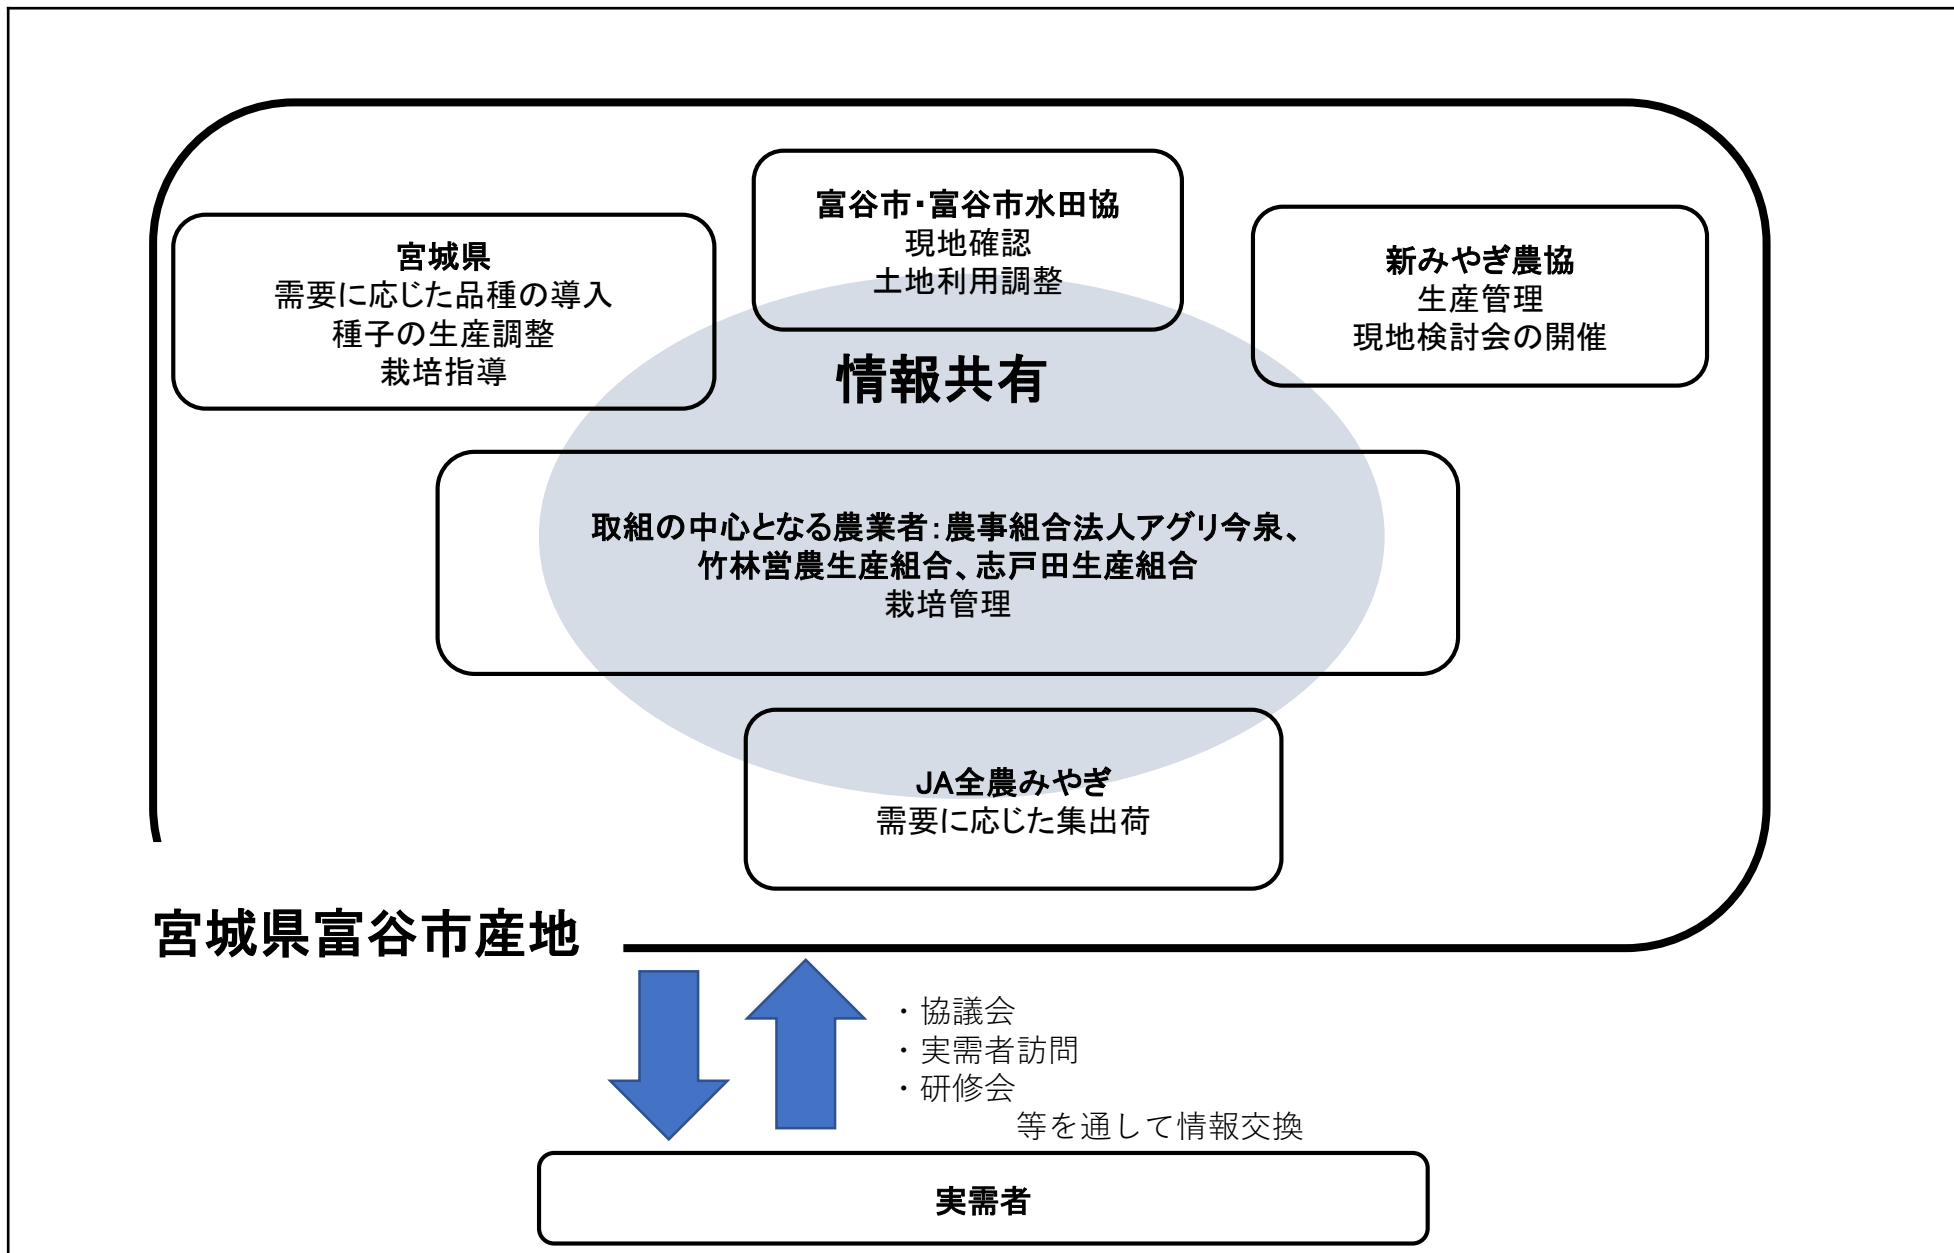 富谷市・富谷市水田協
現地確認
土地利用調整
宮城県
需要に応じた品種の導入
種子の生産調整
栽培指導
新みやぎ農協
生産管理
現地検討会の開催
情報共有
取組の中心となる農業者：農事組合法人アグリ今泉、
竹林営農生産組合、志戸田生産組合
栽培管理
JA全農みやぎ
需要に応じた集出荷
宮城県富谷市産地
・協議会
・実需者訪問
・研修会
等を通して情報交換
実需者